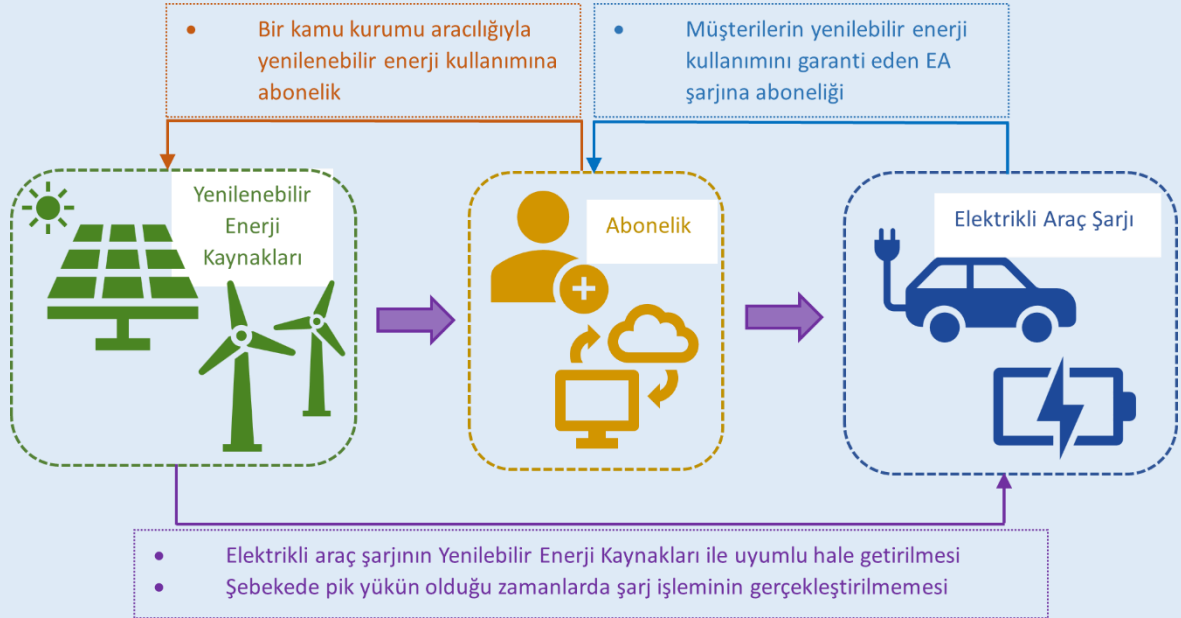 • Bir kamu kurumu aracılığıyla
yenilenebilir enerji kullanımına
abonelik
• Müşterilerin yenilebilir enerji
kullanımını garanti eden EA
şarjına aboneliği
Yenilenebilir
Enerji
Kaynakları
Abonelik
Elektrikli Araç Şarjı
• Elektrikli araç şarjının Yenilebilir Enerji Kaynakları ile uyumlu hale getirilmesi
• Şebekede pik yükün olduğu zamanlarda şarj işleminin gerçekleştirilmemesi